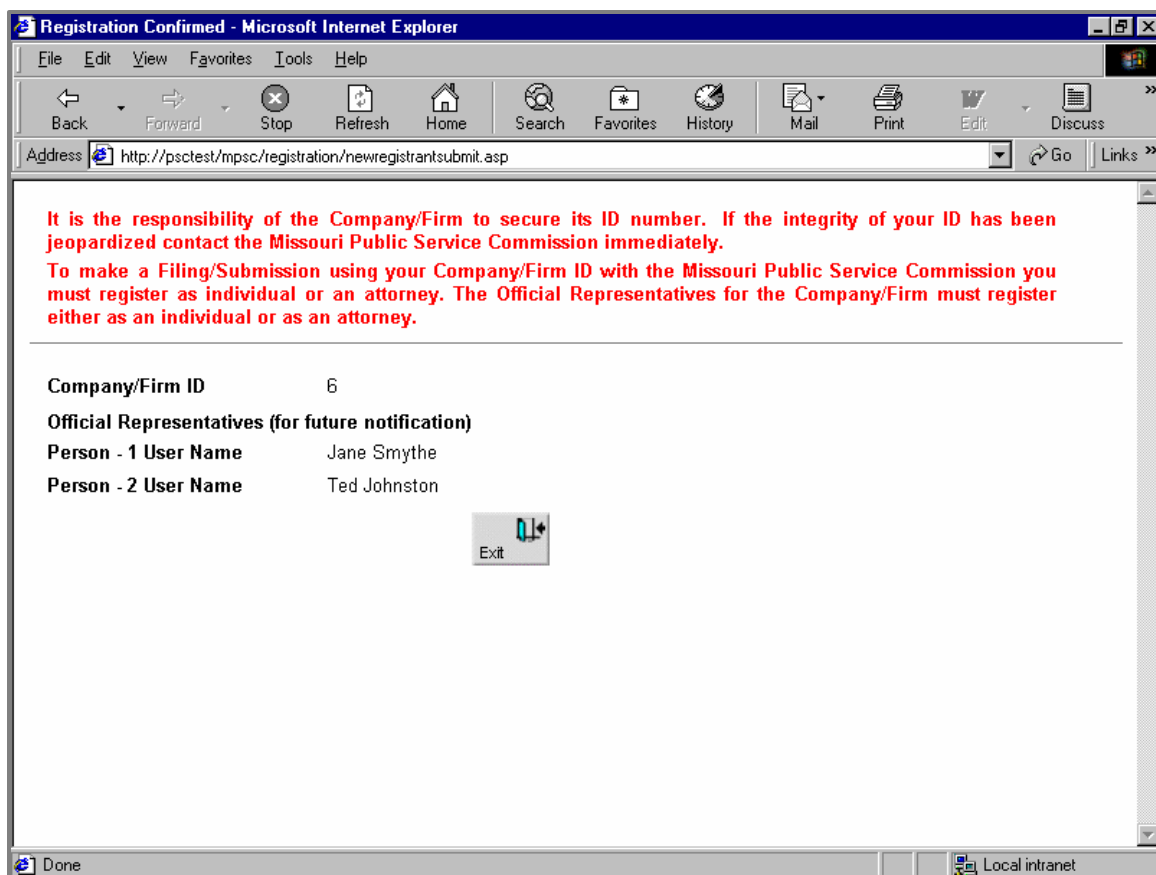 Registration Confirmed - Microsoft Internet Explorer
File Edit View Favorites Tools Help
Back Forward Stop Refresh Home Search Favorites History Mail Print Edit Discuss »
Address http://psctest/mpsc/registration/newregistrantsubmit.asp Go Links »
It is the responsibility of the Company/Firm to secure its ID number. If the integrity of your ID has been
jeopardized contact the Missouri Public Service Commission immediately.
To make a Filing/Submission using your Company/Firm ID with the Missouri Public Service Commission you
must register as individual or an attorney. The Official Representatives for the Company/Firm must register
either as an individual or as an attorney.
Company/Firm ID 6
Official Representatives (for future notification)
Person - 1 User Name Jane Smythe
Person - 2 User Name Ted Johnston
Exit
Done Local intranet